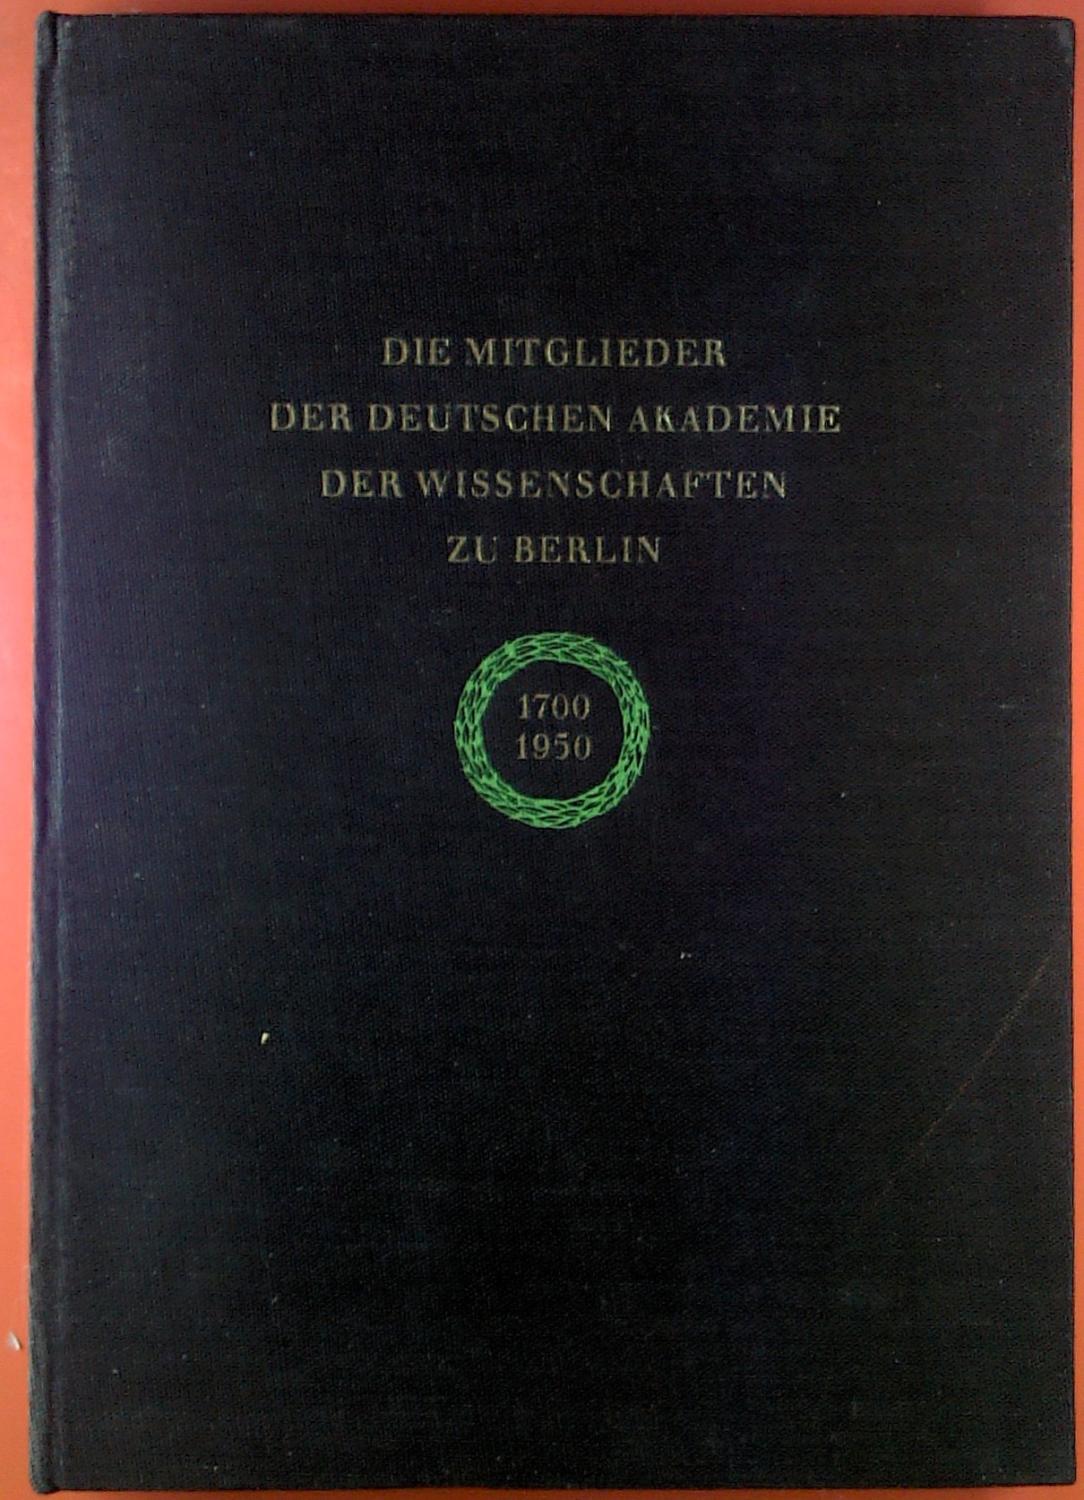 DIE MITGLIEDER
DER DEUTSCHEN AKADEMIE
DER WISSENSCHAFTEN
ZU BERLIN
1700
1950